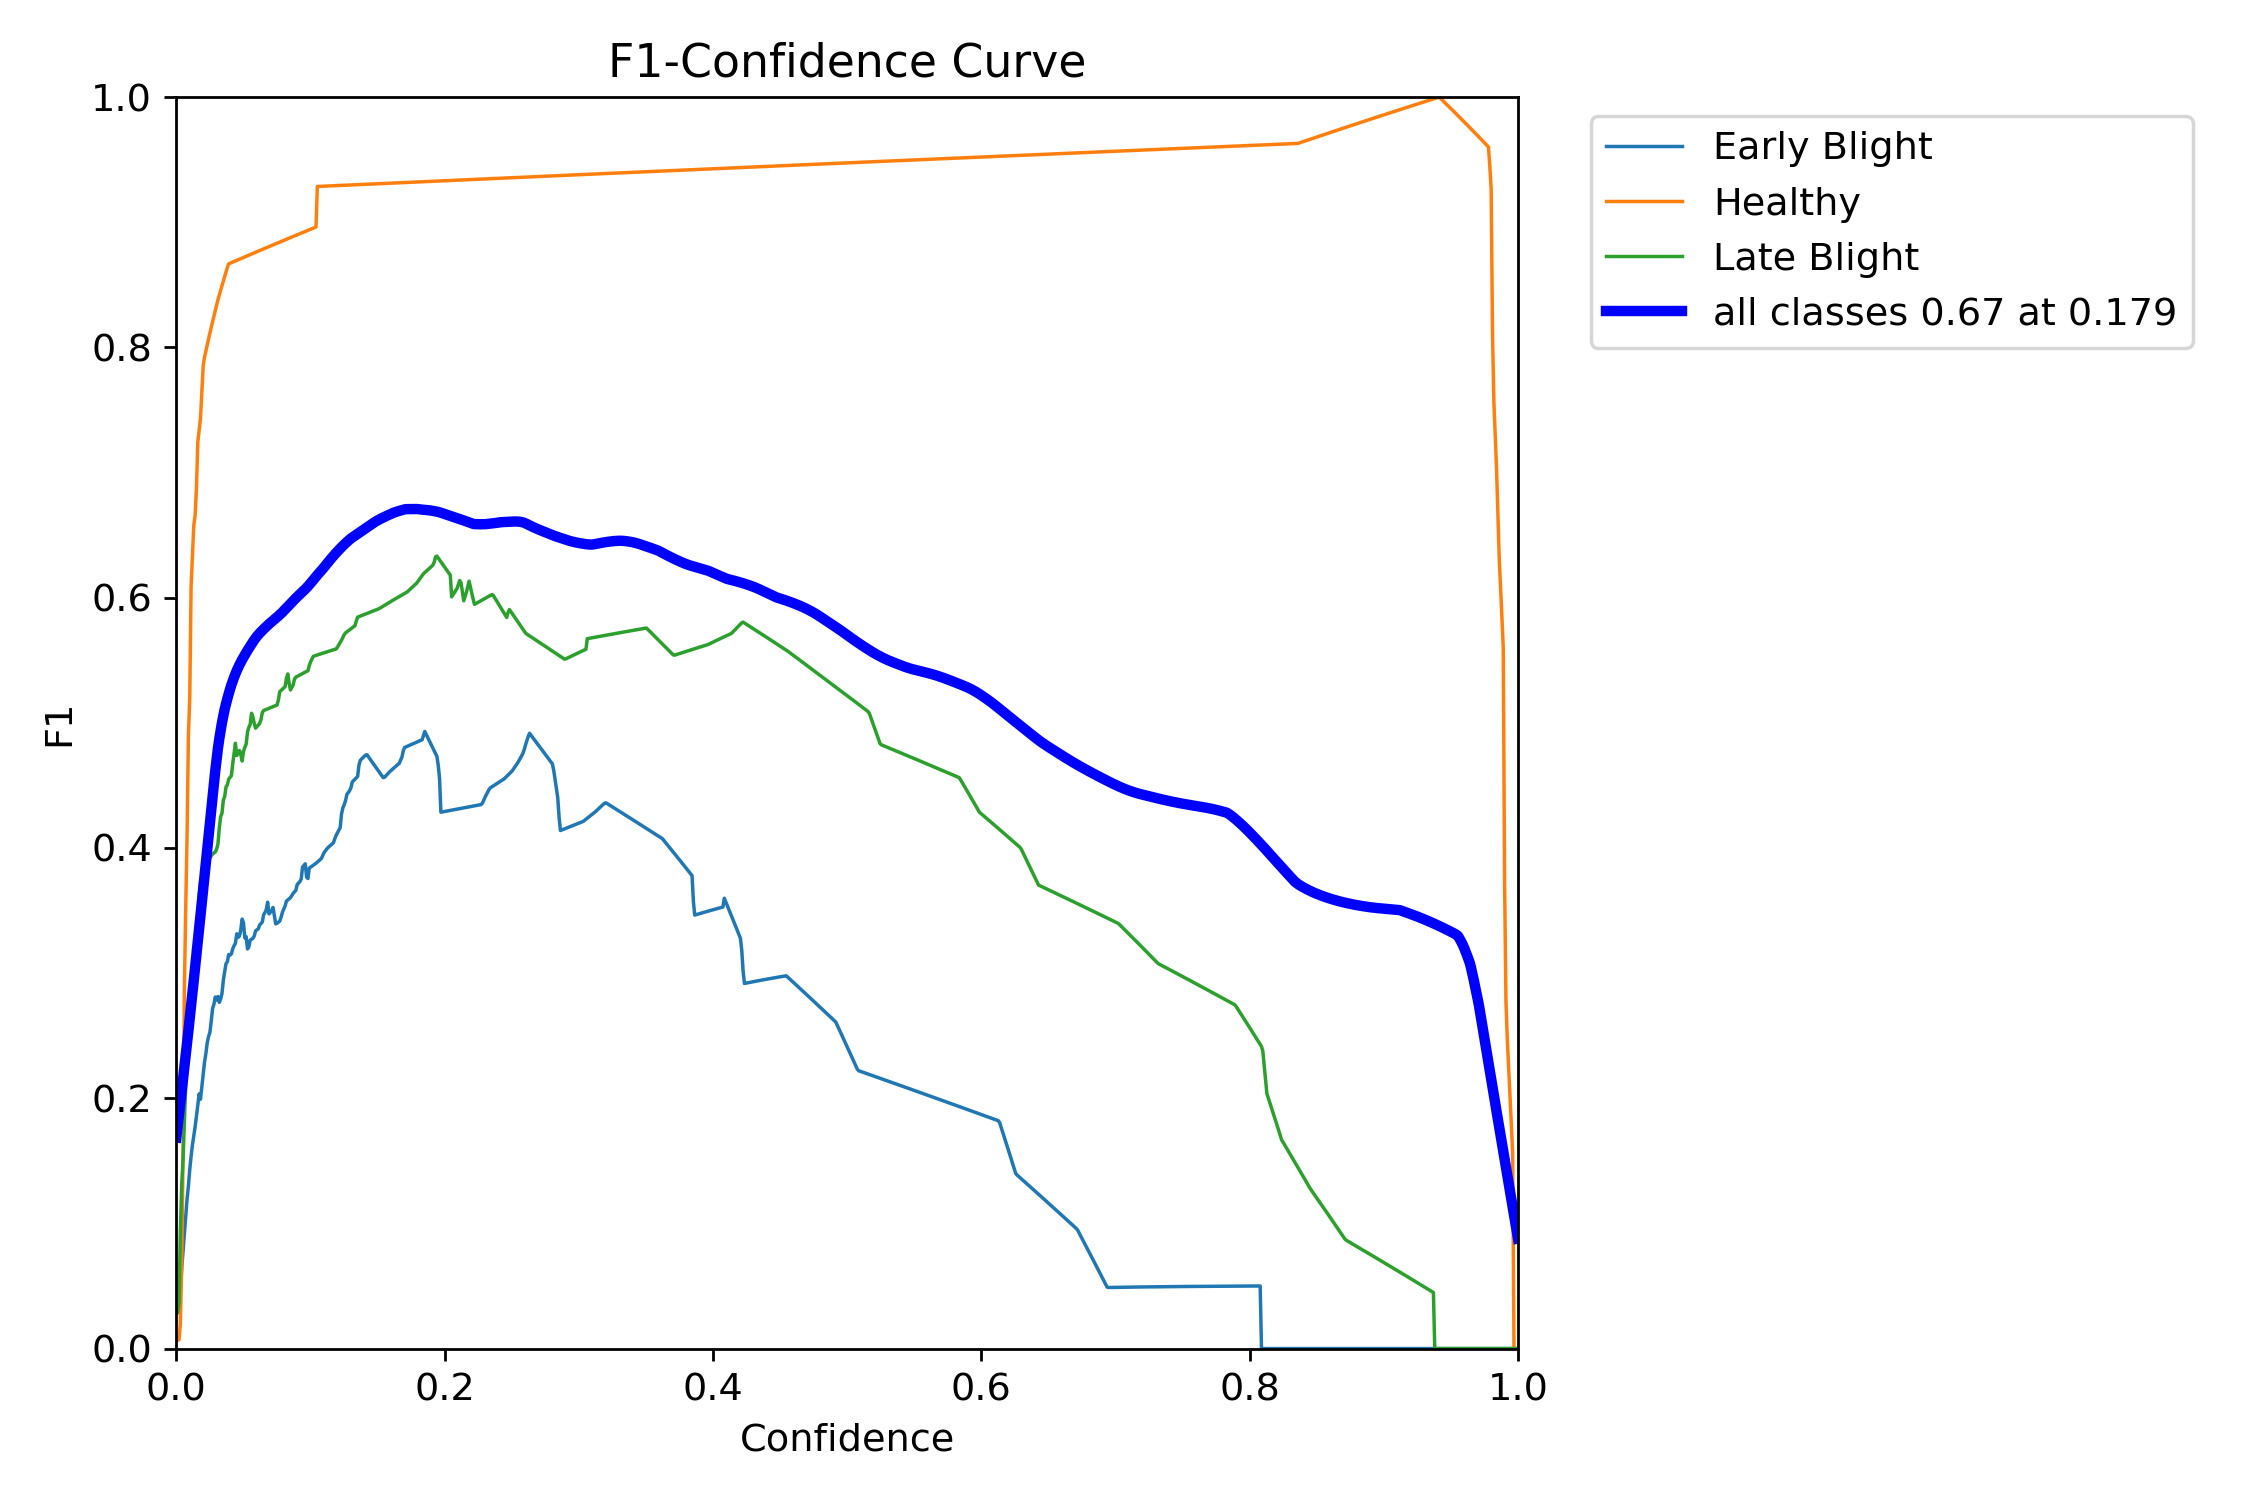 F1-Confidence Curve
1.0
0.8
0.6
0.4
0.2
0.0
F1
0.0 0.2 0.4 0.6 0.8 1.0
Confidence
Early Blight
Healthy
Late Blight
all classes 0.67 at 0.179